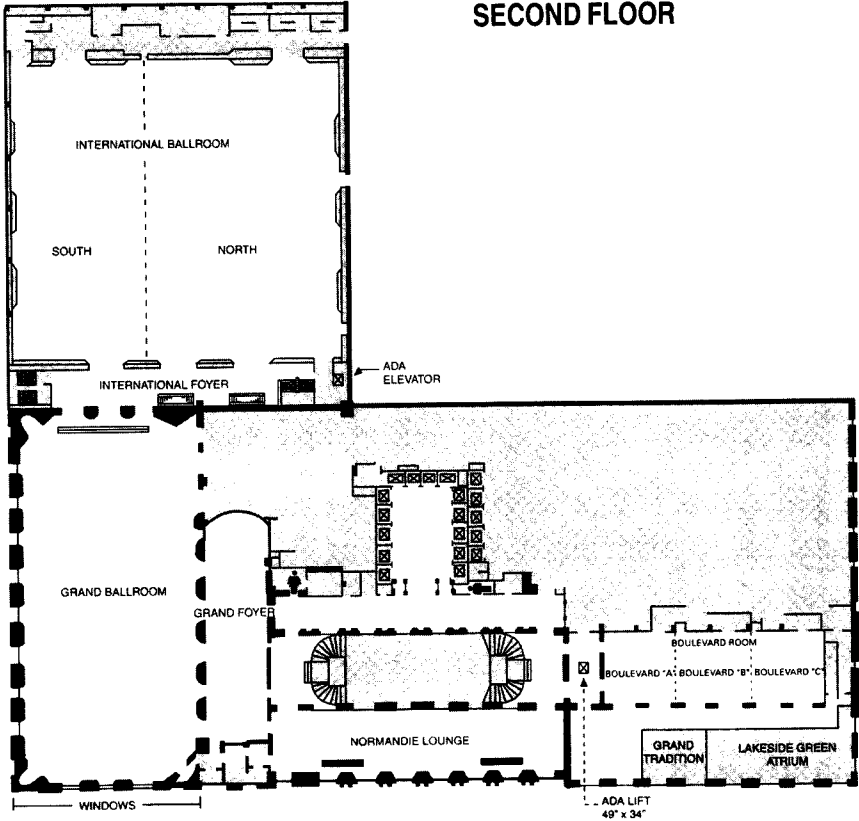 SECOND FLOOR
INTERNATIONAL BALLROOM
SOUTH
NORTH
ADA
ELEVATOR
INTERNATIONAL FOYER
GRAND BALLROOM
GRAND FOYER
BOULEVARD ROOM
BOULEVARD "A"
BOULEVARD "B"
BOULEVARD "C"
NORMANDIE LOUNGE
GRAND
TRADITION
LAKESIDE GREEN
ATRIUM
WINDOWS
ADA LIFT
49" x 34"